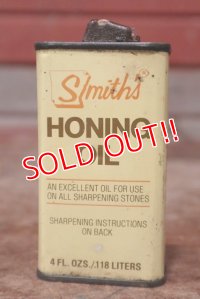 Smith's®
HONING
OIL
SOLD OUT!!
AN EXCELLENT OIL FOR USE
ON ALL SHARPENING STONES
SHARPENING INSTRUCTIONS
ON BACK
4 FL. OZS./.118 LITERS